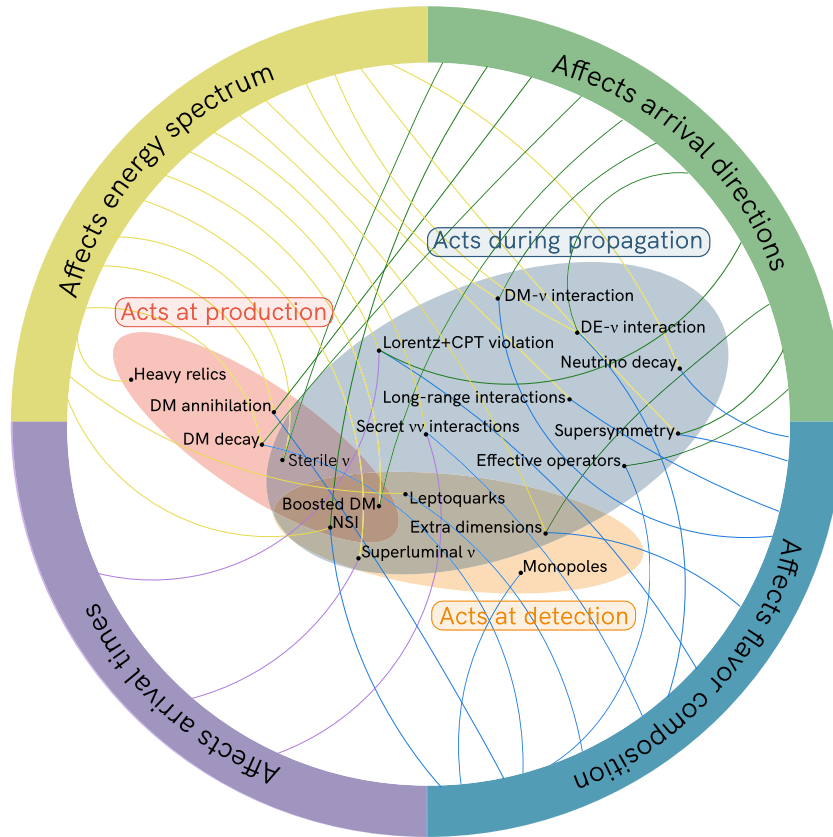 Affects energy spectrum
Affects arrival directions
Acts during propagation
DM-ν interaction
Acts at production
DE-ν interaction
Lorentz+CPT violation
Neutrino decay
Heavy relics
Long-range interactions
DM annihilation
Secret νν interactions
Supersymmetry
DM decay
Sterile ν
Effective operators
Leptoquarks
Boosted DM
NSI
Extra dimensions
Superluminal ν
Monopoles
Acts at detection
Affects arrival times
Affects flavor composition